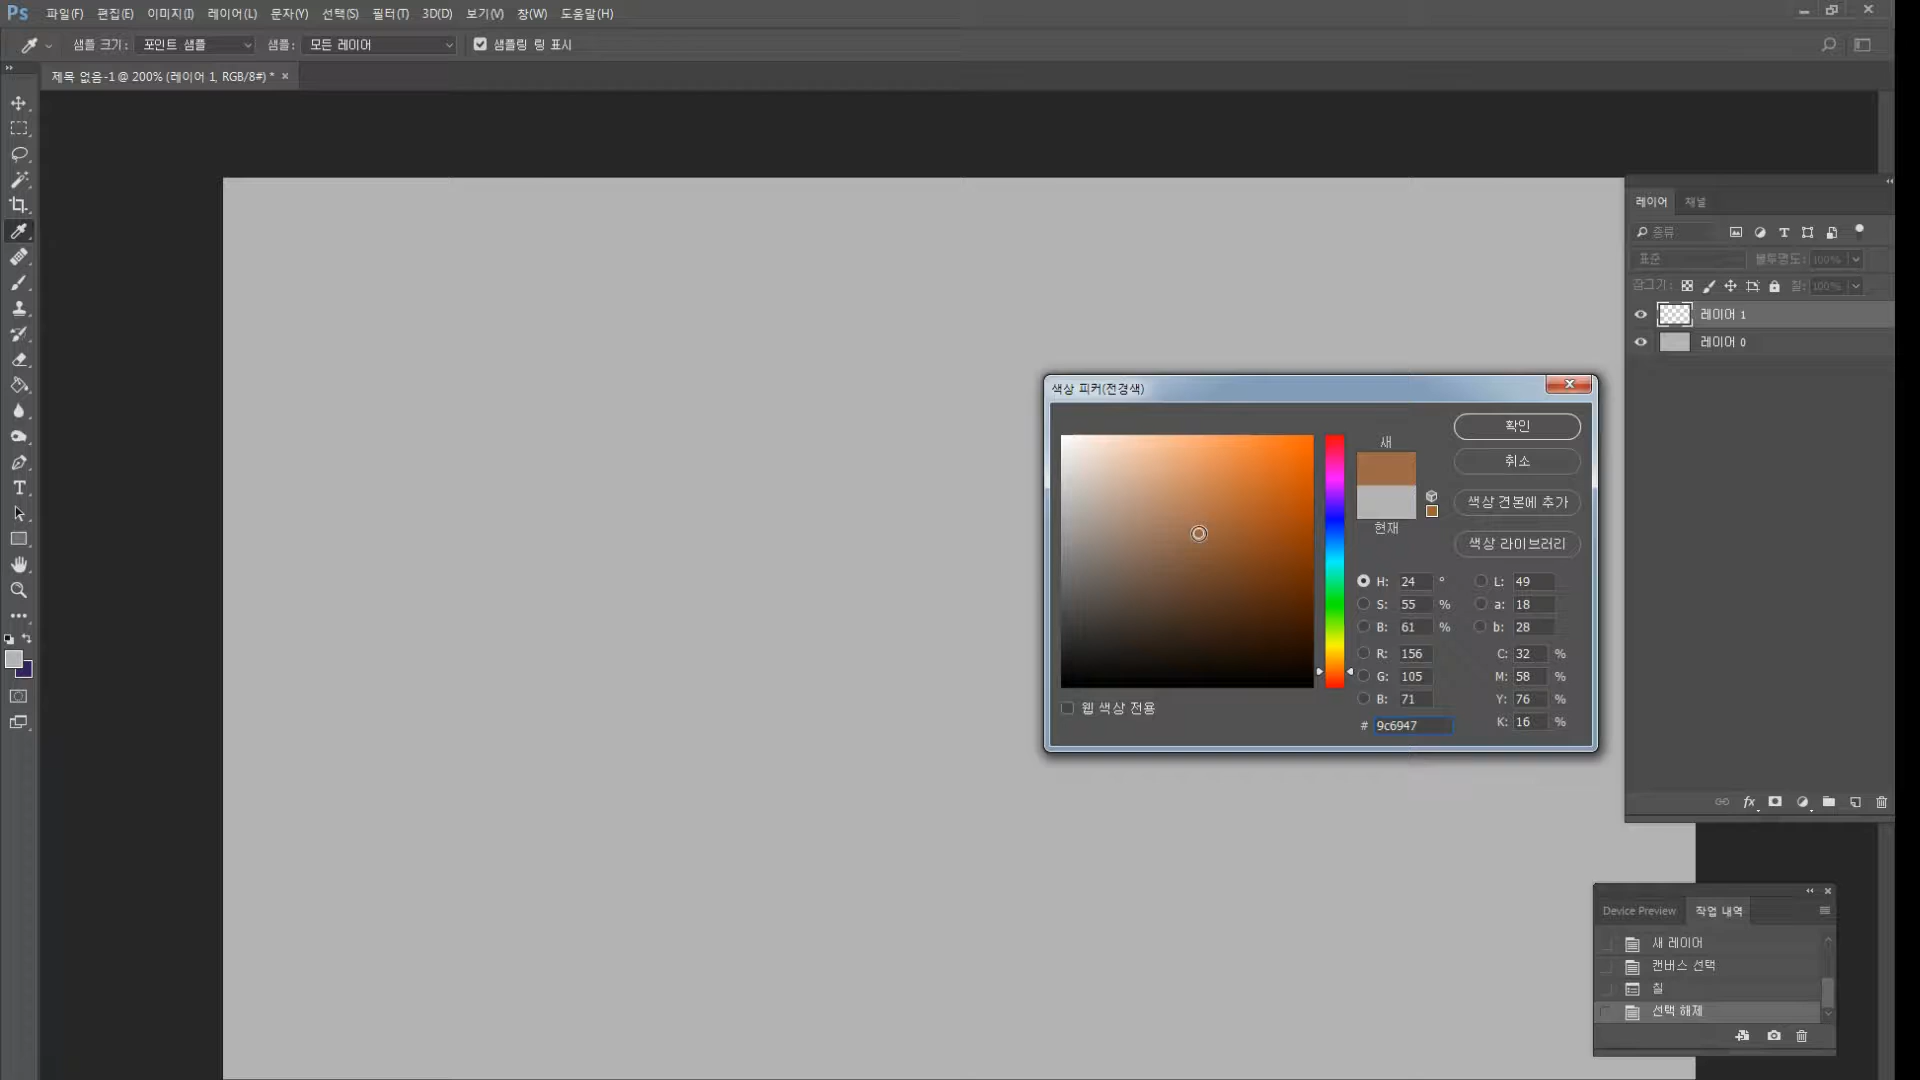 Ps 파일(F) 편집(E) 이미지(I) 레이어(L) 문자(Y) 선택(S) 필터(T) 3D(D) 보기(V) 창(W) 도움말(H)
샘플 크기: 포인트 샘플 샘플: 모든 레이어 샘플링 링 표시
제목 없음-1 @ 200% (레이어 1, RGB/8#) *
레이어 채널
종류
표준 불투명도: 100%
잠그기: 칠: 100%
레이어 1
레이어 0
fx
색상 피커(전경색)
새
현재
확인
취소
색상 견본에 추가
색상 라이브러리
H: 24 ° L: 49
S: 55 % a: 18
B: 61 % b: 28
R: 156 C: 32 %
G: 105 M: 58 %
B: 71 Y: 76 %
# 9c6947 K: 16 %
웹 색상 전용
Device Preview 작업 내역
새 레이어
캔버스 선택
칠
선택 해제